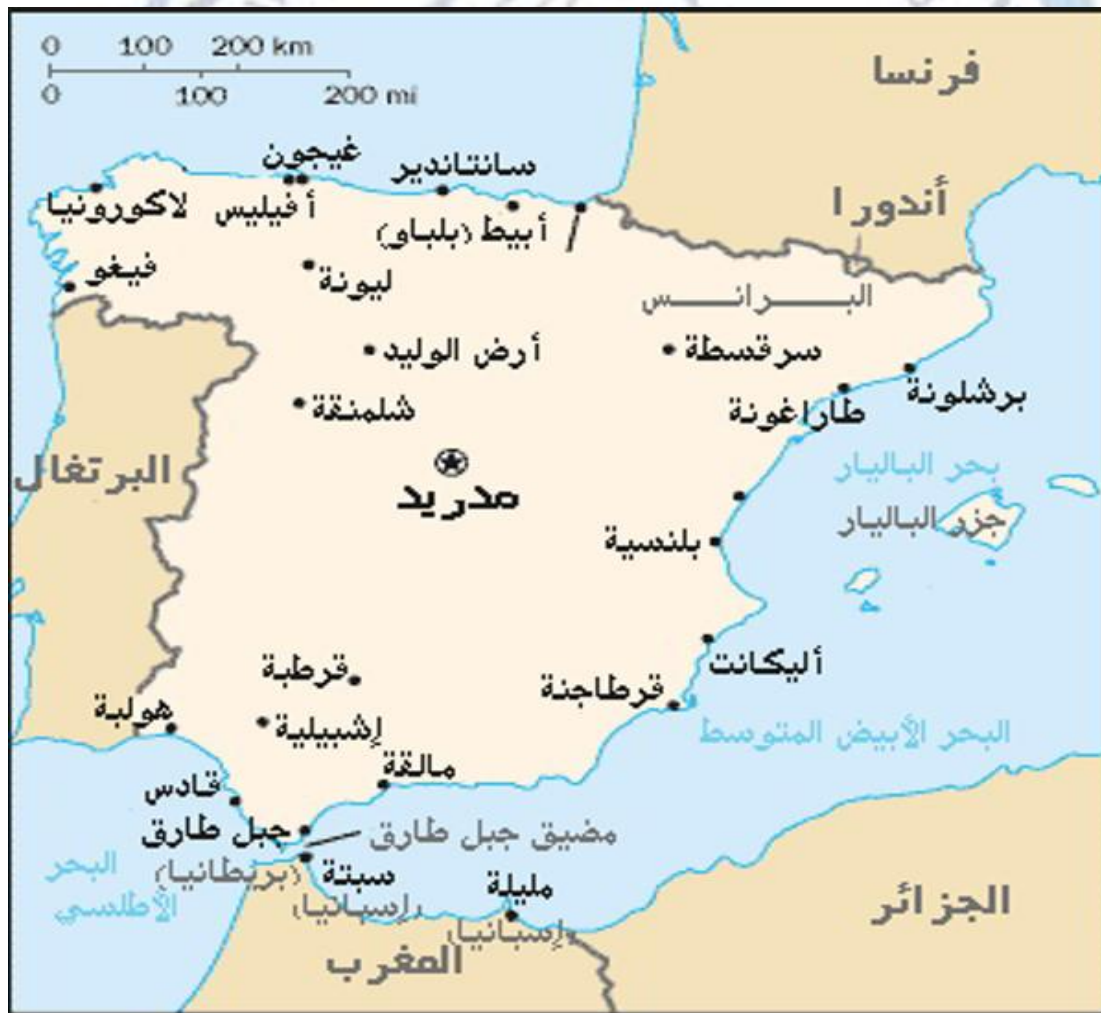 0 100 200 km
0 100 200 mi
فرنسا
غيجون
سانتاندير
أندورا
لاكورونيا
أفيليس
أبيط (بلباو)
فيغو
ليونة
البـــرانـــس
أرض الوليد
سرقسطة
برشلونة
شلمنقة
طاراغونة
البرتغال
مدريد
بحر الباليار
جزر الباليار
بلنسية
أليكانت
قرطبة
قرطاجنة
هولبة
إشبيلية
البحر الأبيض المتوسط
مالقة
قادس
جبل طارق
مضيق جبل طارق
(بريطانيا)
البحر
الأطلسي
سبتة
(إسبانيا)
مليلة
(إسبانيا)
الجزائر
المغرب